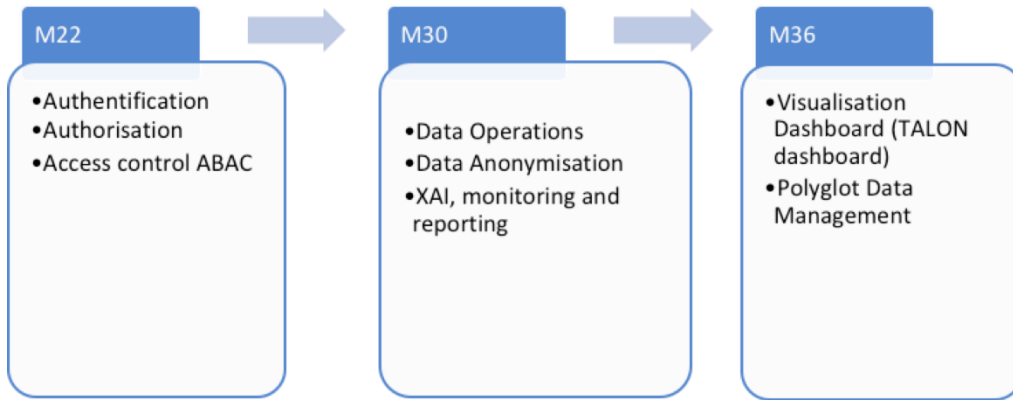 M22
•Authentification
•Authorisation
•Access control ABAC
M30
•Data Operations
•Data Anonymisation
•XAI, monitoring and
reporting
M36
•Visualisation
Dashboard (TALON
dashboard)
•Polyglot Data
Management